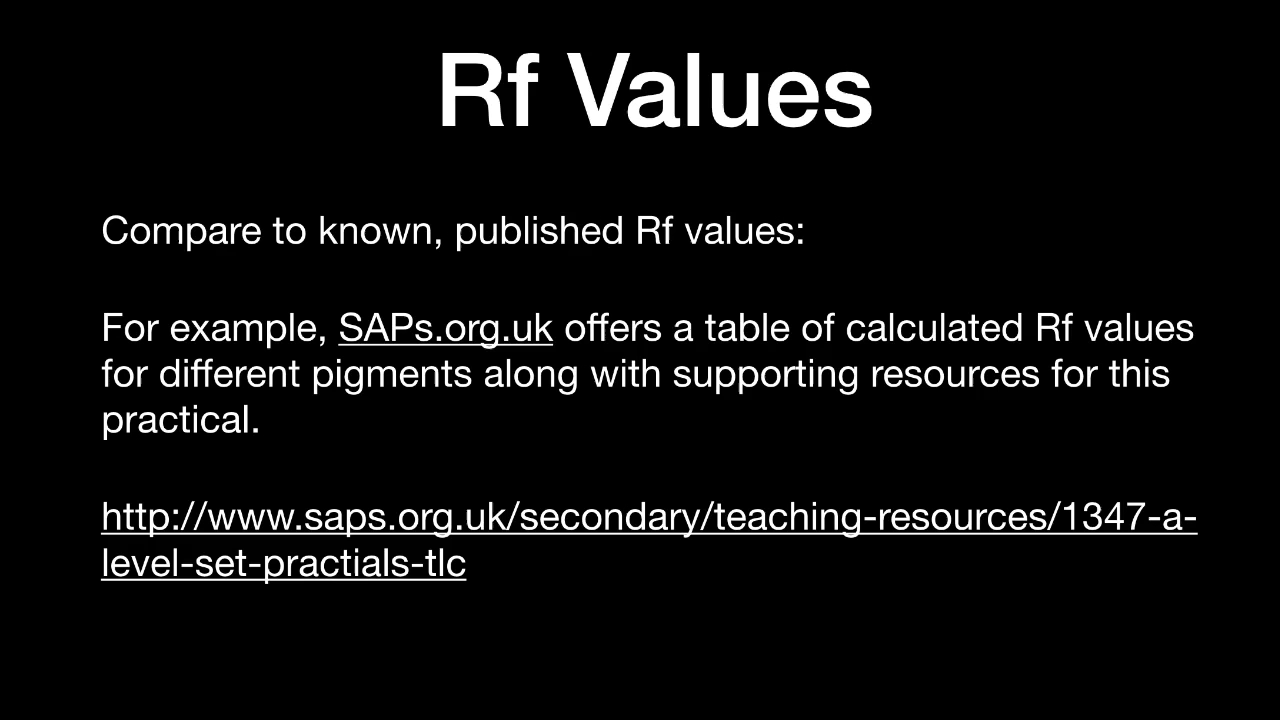 Rf Values
Compare to known, published Rf values:
For example, SAPs.org.uk offers a table of calculated Rf values
for different pigments along with supporting resources for this
practical.
http://www.saps.org.uk/secondary/teaching-resources/1347-a-
level-set-practials-tlc